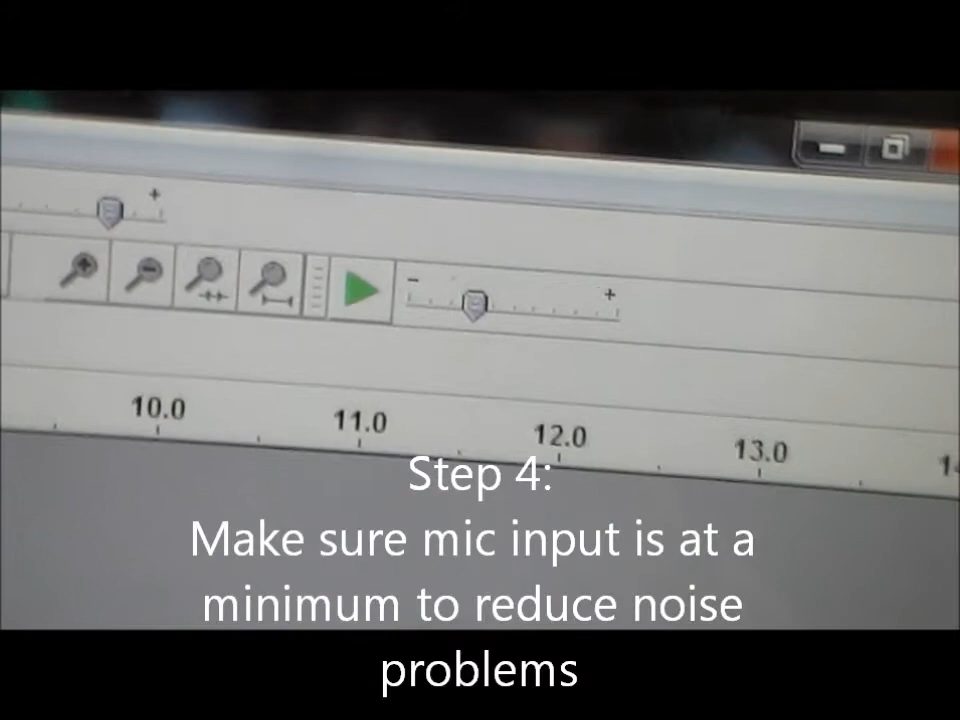 10.0 11.0 12.0 13.0
Step 4:
Make sure mic input is at a
minimum to reduce noise
problems